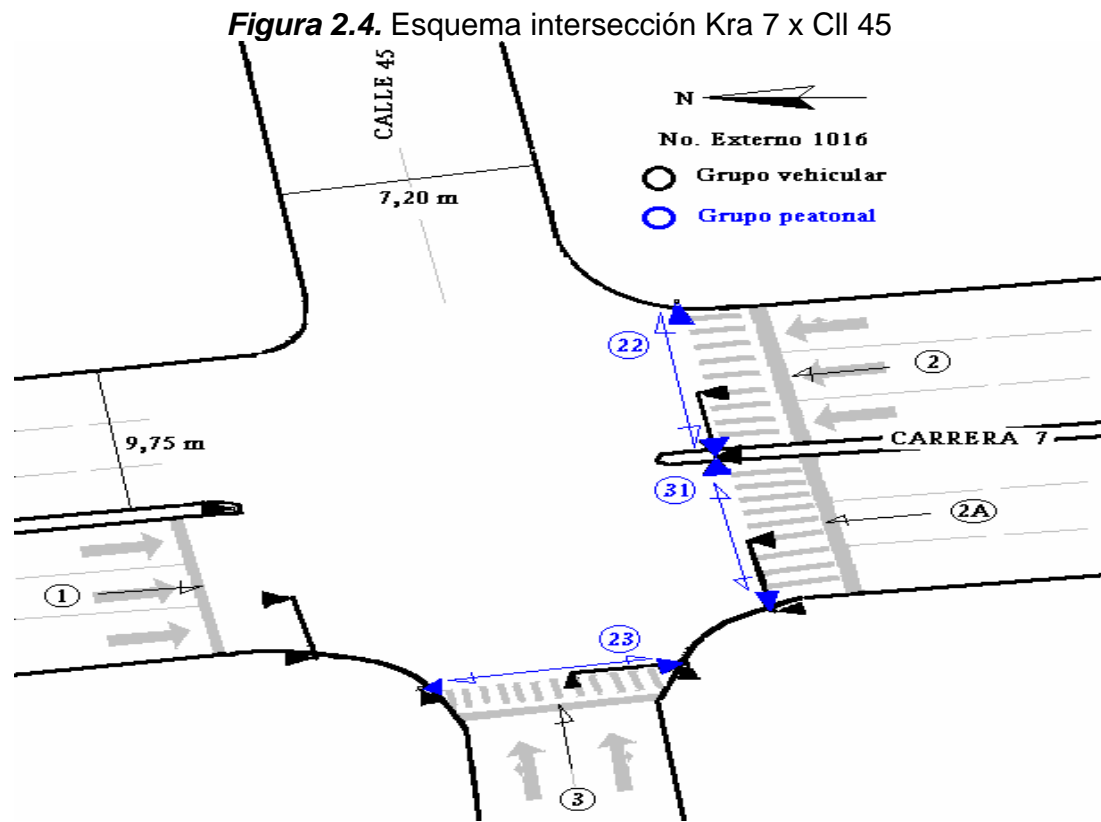 Figura 2.4. Esquema intersección Kra 7 x Cll 45
CALLE 45
N
No. Externo 1016
Grupo vehicular
Grupo peatonal
7,20 m
22
2
9,75 m
CARRERA 7
31
2A
1
23
3